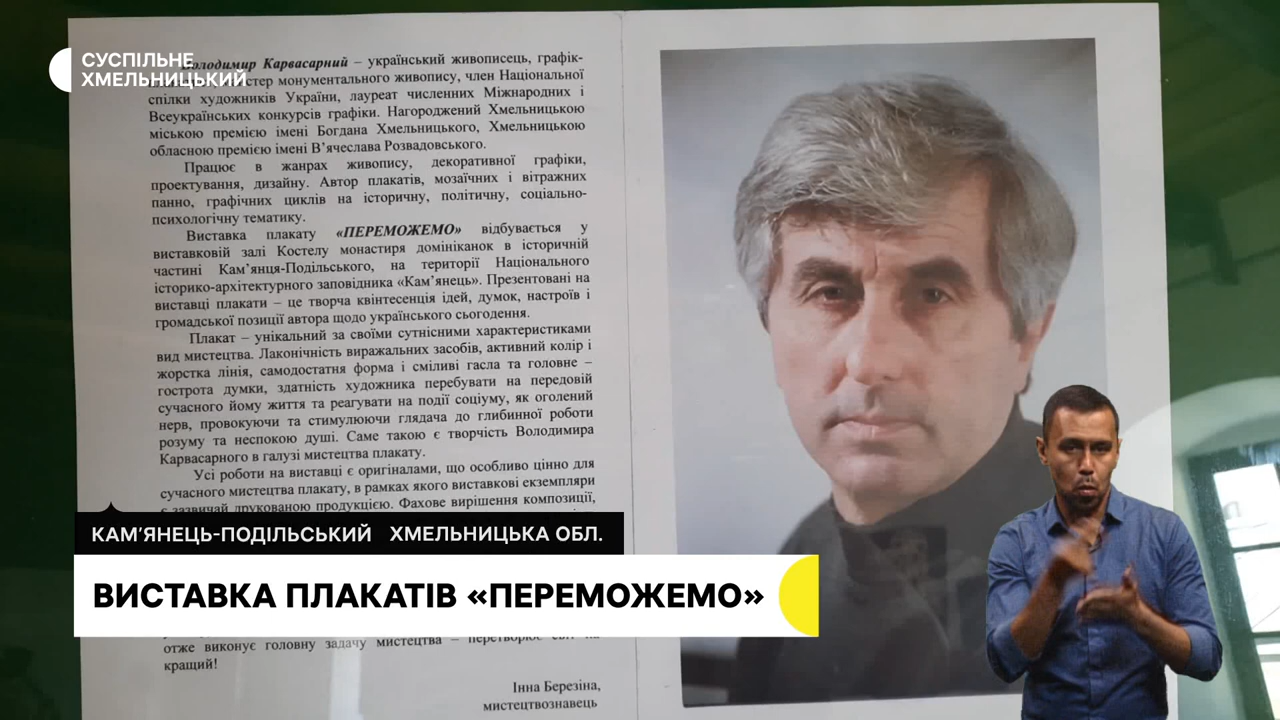 СУСПІЛЬНЕ
ХМЕЛЬНИЦЬКИЙ
Володимир Карвасарний – український живописець, графік-
монументального живопису, член Національної
спілки художників України, лауреат численних Міжнародних і
Всеукраїнських конкурсів графіки. Нагороджений Хмельницькою
міською премією імені Богдана Хмельницького, Хмельницькою
обласною премією імені В’ячеслава Розвадовського.
Працює в жанрах живопису, декоративної графіки,
проектування, дизайну. Автор плакатів, мозаїчних і вітражних
панно, графічних циклів на історичну, політичну, соціально-
психологічну тематику.
Виставка плакату «ПЕРЕМОЖЕМО» відбувається у
виставковій залі Костелу монастиря домініканок в історичній
частині Кам’янця-Подільського, на території Національного
історико-архітектурного заповідника «Кам’янець». Презентовані на
виставці плакати – це творча квінтесенція ідей, думок, настроїв і
громадської позиції автора щодо українського сьогодення.
Плакат – унікальний за своїми сутнісними характеристиками
вид мистецтва. Лаконічність виражальних засобів, активний колір і
жорстка лінія, самодостатня форма і сміливі гасла та головне –
гострота думки, здатність художника перебувати на передовій
сучасного йому життя та реагувати на події соціуму, як оголений
нерв, провокуючи та стимулюючи глядача до глибинної роботи
розуму та неспокою душі. Саме такою є творчість Володимира
Карвасарного в галузі мистецтва плакату.
Усі роботи на виставці є оригіналами, що особливо цінно для
сучасного мистецтва плакату, в рамках якого виставкові екземпляри
є зазвичай друкованою продукцією. Фахове вирішення композиції,
КАМ’ЯНЕЦЬ-ПОДІЛЬСЬКИЙ ХМЕЛЬНИЦЬКА ОБЛ.
ВИСТАВКА ПЛАКАТІВ «ПЕРЕМОЖЕМО»
отже виконує головну задачу мистецтва – перетворює світ на
кращий!
Інна Березіна,
мистецтвознавець